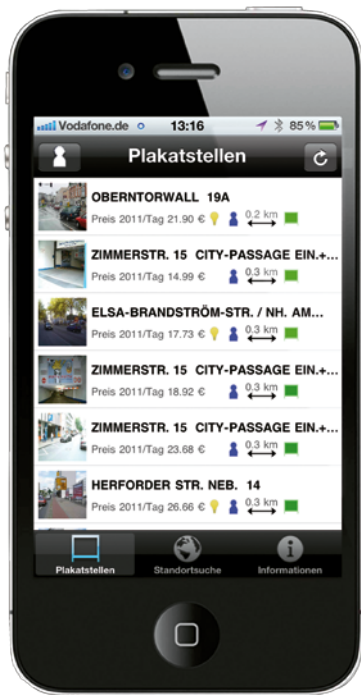 Vodafone.de 13:16 85 %
Plakatstellen
OBERNTORWALL 19A
Preis 2011/Tag 21.90 € 0.2 km
ZIMMERSTR. 15 CITY-PASSAGE EIN.+...
Preis 2011/Tag 14.99 € 0.3 km
ELSA-BRANDSTRÖM-STR. / NH. AM...
Preis 2011/Tag 17.73 € 0.3 km
ZIMMERSTR. 15 CITY-PASSAGE EIN.+...
Preis 2011/Tag 18.92 € 0.3 km
ZIMMERSTR. 15 CITY-PASSAGE EIN.+...
Preis 2011/Tag 23.68 € 0.3 km
HERFORDER STR. NEB. 14
Preis 2011/Tag 26.66 € 0.3 km
Plakatstellen Standortsuche Informationen